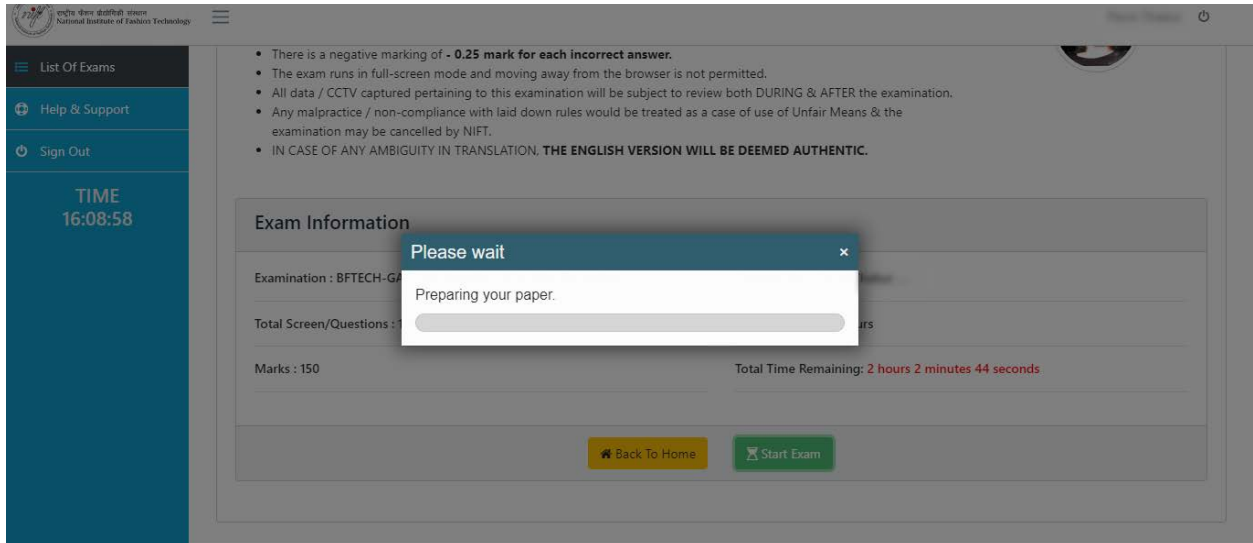 राष्ट्रीय फैशन प्रौद्योगिकी संस्थान
National Institute of Fashion Technology
List Of Exams
Help & Support
Sign Out
TIME
16:08:58
• There is a negative marking of - 0.25 mark for each incorrect answer.
• The exam runs in full-screen mode and moving away from the browser is not permitted.
• All data / CCTV captured pertaining to this examination will be subject to review both DURING & AFTER the examination.
• Any malpractice / non-compliance with laid down rules would be treated as a case of use of Unfair Means & the
examination may be cancelled by NIFT.
• IN CASE OF ANY AMBIGUITY IN TRANSLATION, THE ENGLISH VERSION WILL BE DEEMED AUTHENTIC.
Exam Information
Please wait ×
Preparing your paper.
Examination : BFTECH-GA
Total Screen/Questions :
Marks : 150
Total Time Remaining: 2 hours 2 minutes 44 seconds
Back To Home
Start Exam